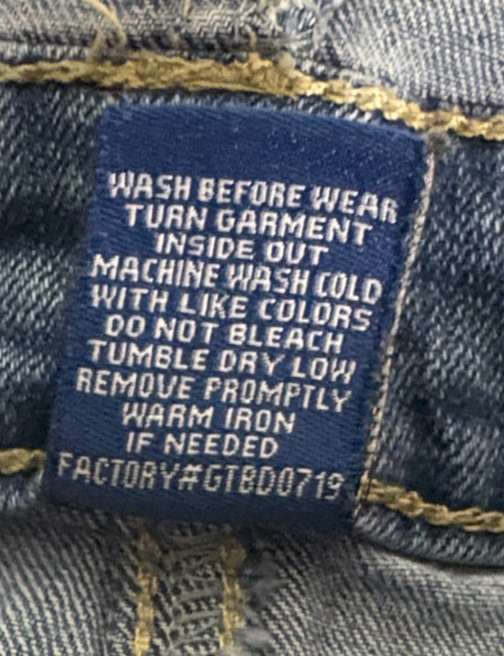 WASH BEFORE WEAR
TURN GARMENT
INSIDE OUT
MACHINE WASH COLD
WITH LIKE COLORS
DO NOT BLEACH
TUMBLE DRY LOW
REMOVE PROMPTLY
WARM IRON
IF NEEDED
FACTORY#GTBD0719